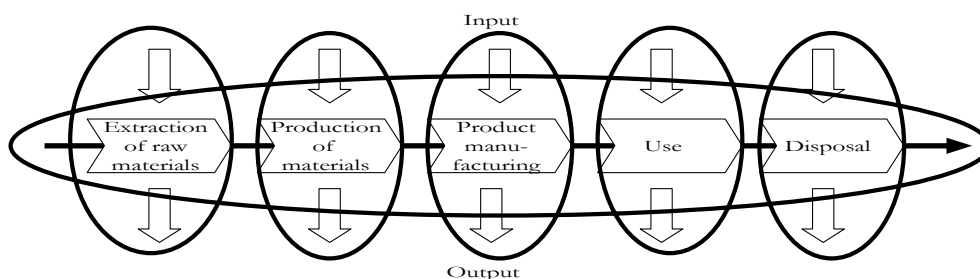 Input
Extraction
of raw
materials
Production
of
materials
Product
manu-
facturing
Use
Disposal
Output